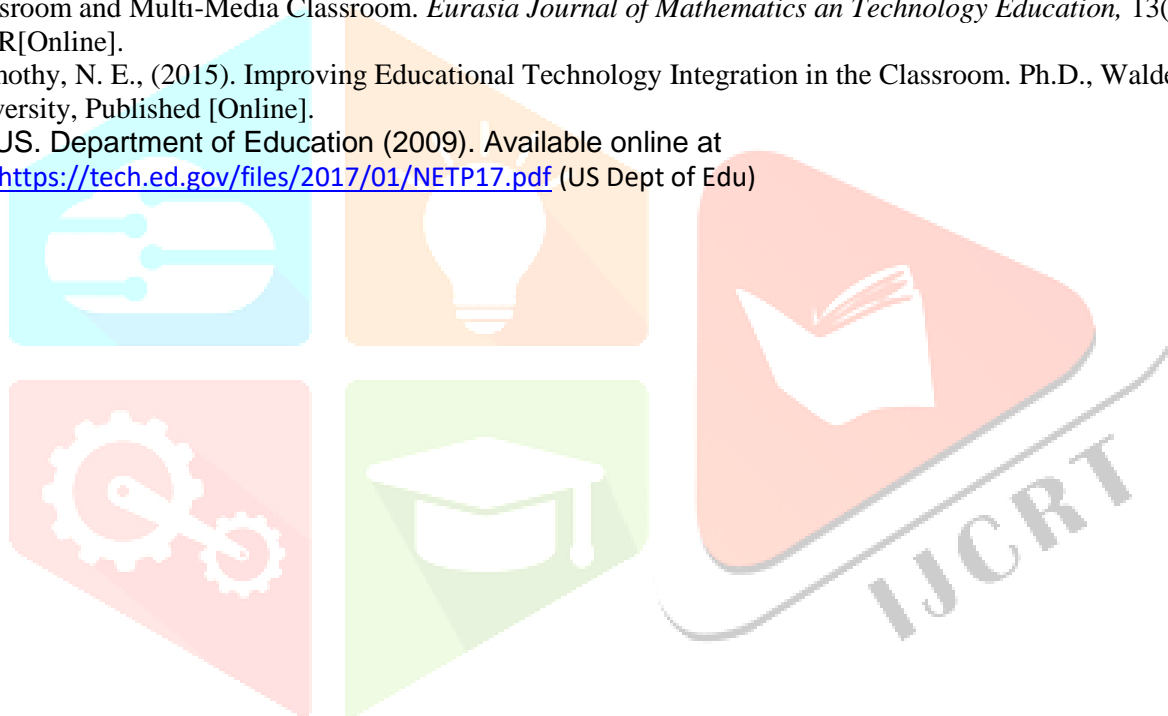 ssroom and Multi-Media Classroom. Eurasia Journal of Mathematics an Technology Education, 13(
R[Online].
nothy, N. E., (2015). Improving Educational Technology Integration in the Classroom. Ph.D., Walde
versity, Published [Online].
US. Department of Education (2009). Available online at
https://tech.ed.gov/files/2017/01/NETP17.pdf (US Dept of Edu)
IJCRT